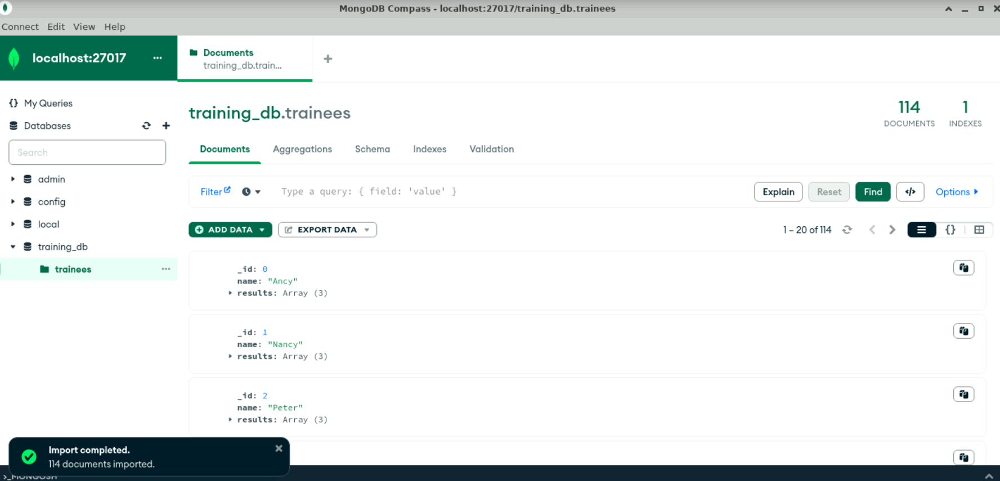 MongoDB Compass - localhost:27017/training_db.trainees
Connect Edit View Help
localhost:27017 ...
Documents
training_db.train...
My Queries
Databases
Search
admin
config
local
training_db
trainees ...
training_db.trainees
114 1
DOCUMENTS INDEXES
Documents Aggregations Schema Indexes Validation
Filter Type a query: { field: 'value' } Explain Reset Find </> Options
ADD DATA EXPORT DATA 1 – 20 of 114 {}
_id: 0
name: "Ancy"
results: Array (3)
_id: 1
name: "Nancy"
results: Array (3)
_id: 2
name: "Peter"
results: Array (3)
Import completed.
114 documents imported.
>_MONGOSH